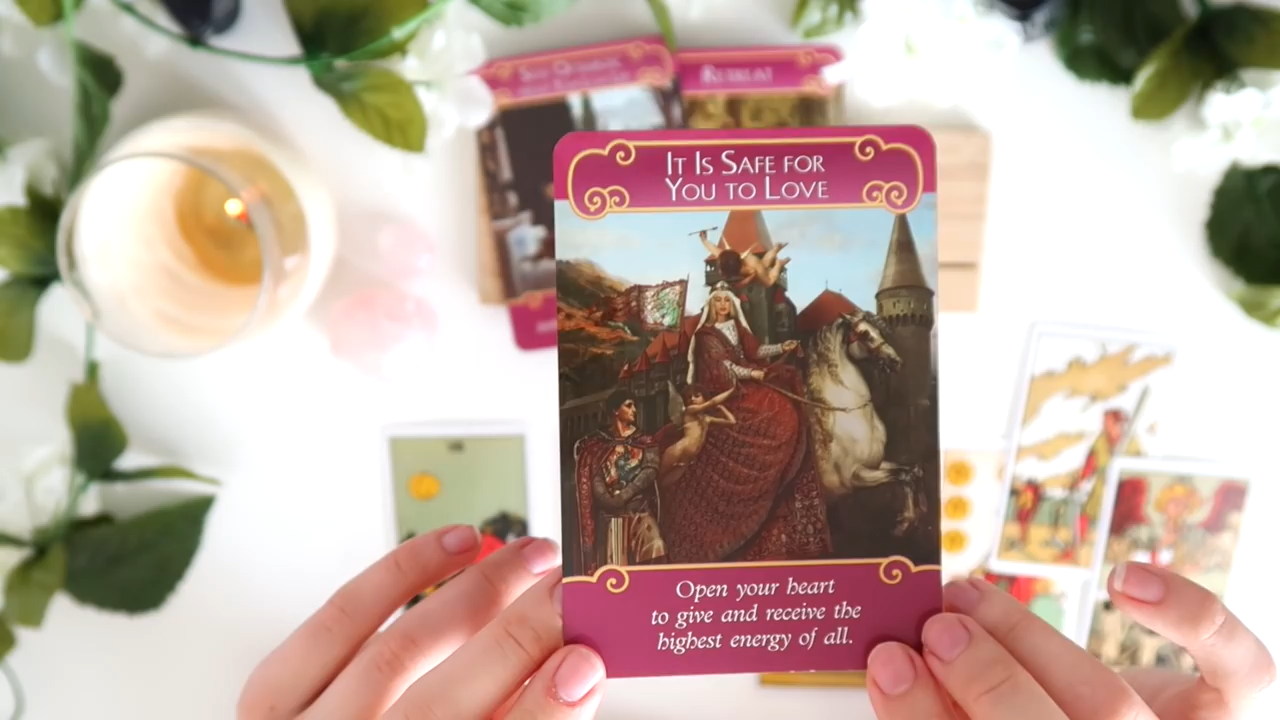 RETREAT
IT IS SAFE FOR
YOU TO LOVE
Open your heart
to give and receive the
highest energy of all.